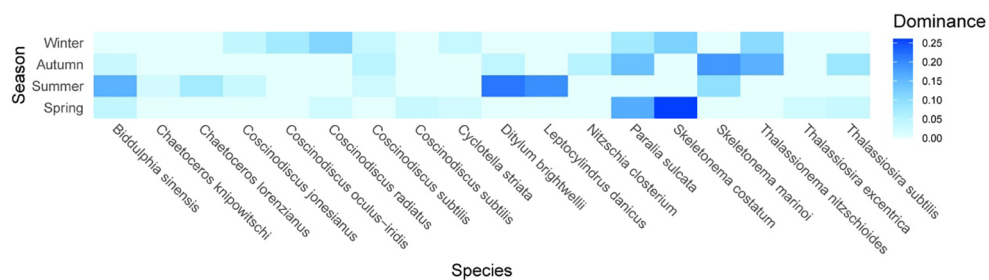 Dominance
Season
Winter
Autumn
Summer
Spring
0.25
0.20
0.15
0.10
0.05
0.00
Biddulphia sinensis
Chaetoceros knipowitschi
Chaetoceros lorenzianus
Coscinodiscus jonesianus
Coscinodiscus oculus−iridis
Coscinodiscus radiatus
Coscinodiscus subtilis
Coscinodiscus subtilis
Cyclotella striata
Ditylum brightwellii
Leptocylindrus danicus
Nitzschia closterium
Paralia sulcata
Skeletonema costatum
Skeletonema marinoi
Thalassionema nitzschioides
Thalassiosira excentrica
Thalassiosira subtilis
Species